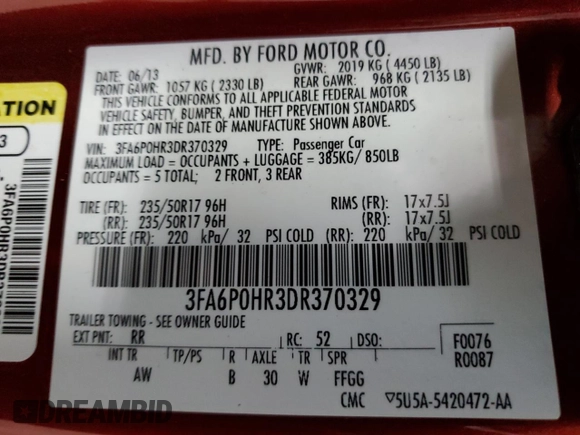 MFD. BY FORD MOTOR CO.
DATE: 06/13 GVWR: 2019 KG ( 4450 LB)
FRONT GAWR: 1057 KG ( 2330 LB) REAR GAWR: 968 KG ( 2135 LB)
THIS VEHICLE CONFORMS TO ALL APPLICABLE FEDERAL MOTOR
VEHICLE SAFETY, BUMPER, AND THEFT PREVENTION STANDARDS
IN EFFECT ON THE DATE OF MANUFACTURE SHOWN ABOVE.
VIN: 3FA6P0HR3DR370329 TYPE: Passenger Car
MAXIMUM LOAD = OCCUPANTS + LUGGAGE = 385KG/ 850LB
OCCUPANTS = 5 TOTAL; 2 FRONT, 3 REAR
TIRE (FR): 235/50R17 96H RIMS (FR): 17x7.5J
(RR): 235/50R17 96H (RR): 17x7.5J
PRESSURE (FR): 220 kPa/ 32 PSI COLD (RR): 220 kPa/ 32 PSI COLD
3FA6P0HR3DR370329
TRAILER TOWING - SEE OWNER GUIDE
EXT PNT: RR RC: 52 DSO: F0076
INT TR TP/PS R AXLE TR SPR R0087
AW B 30 W FFGG
CMC 5U5A-5420472-AA
ATION
3
DREAMBID